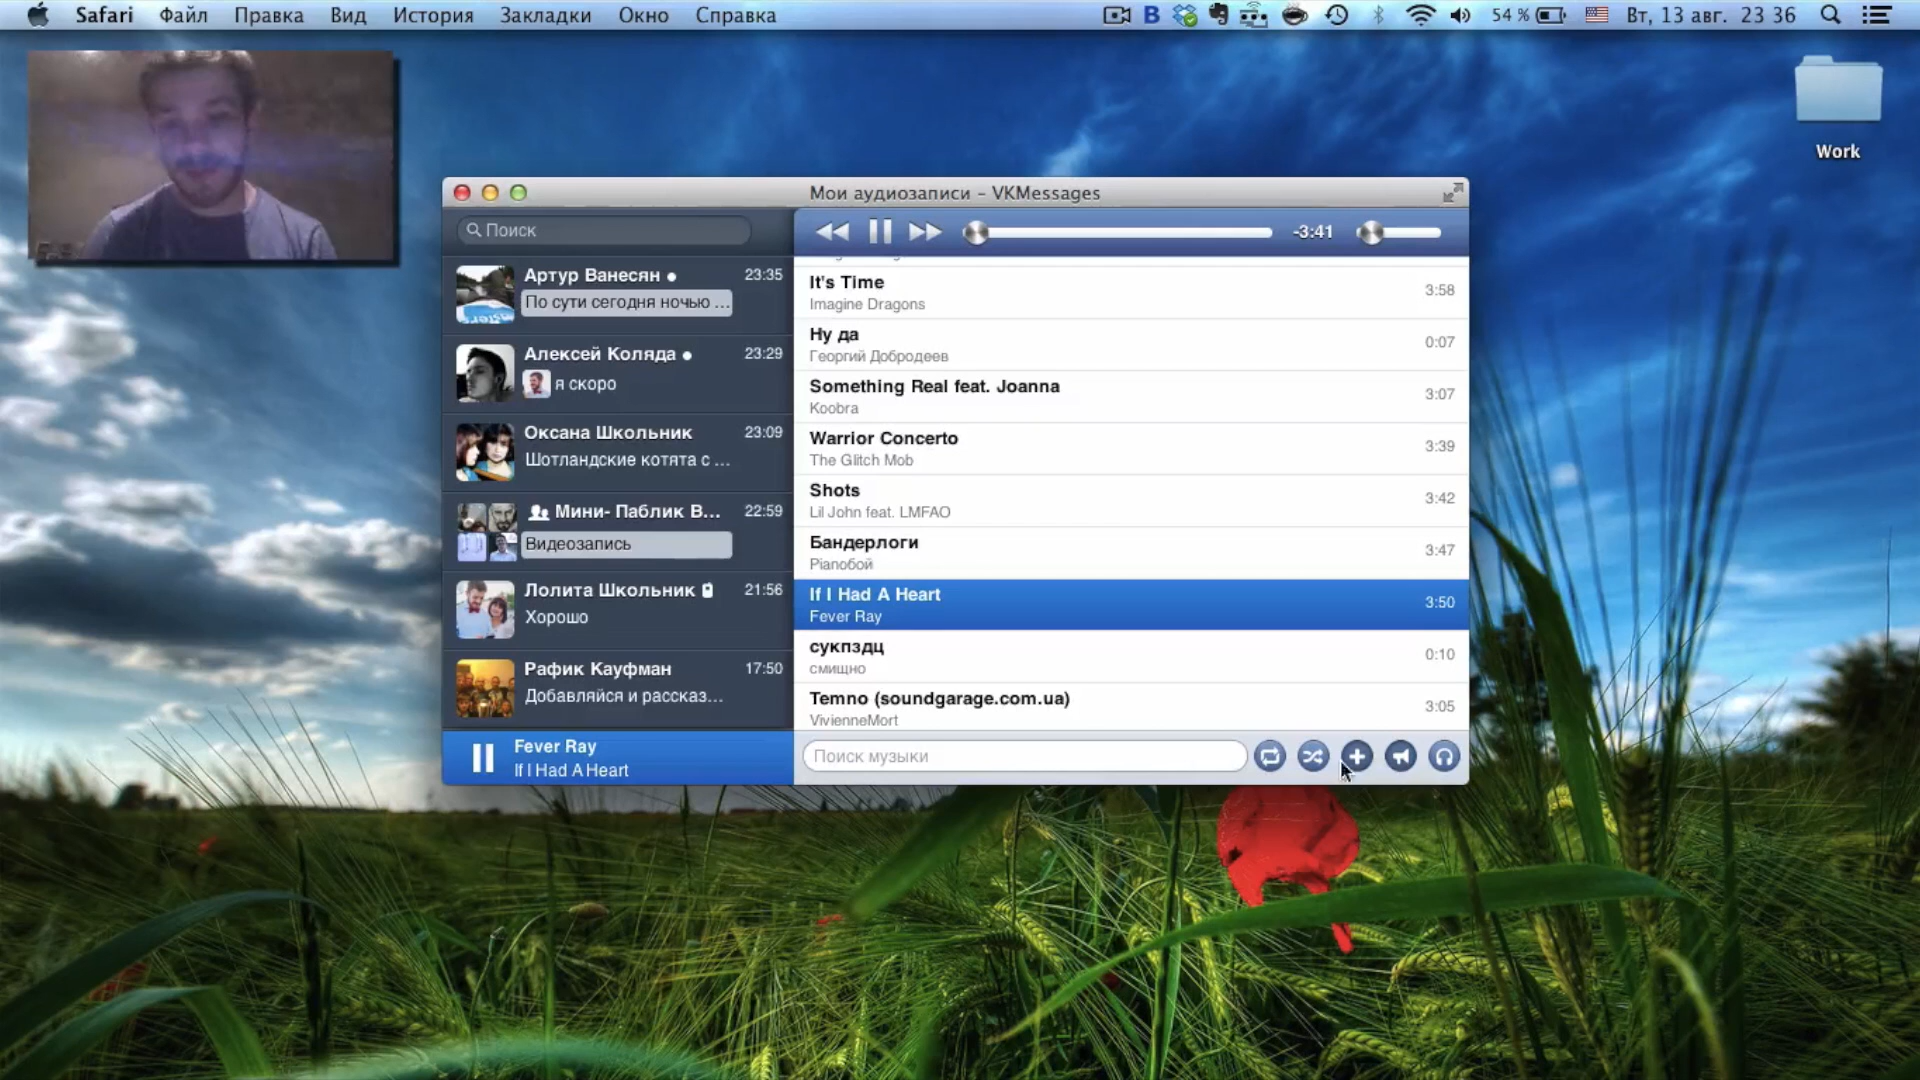 Safari Файл Правка Вид История Закладки Окно Справка 54 % Вт, 13 авг. 23 36
Work
Мои аудиозаписи – VKMessages
Поиск
-3:41
Артур Ванесян 23:35
По сути сегодня ночью ...
Алексей Коляда 23:29
я скоро
Оксана Школьник 23:09
Шотландские котята с ...
Мини- Паблик В... 22:59
Видеозапись
Лолита Школьник 21:56
Хорошо
Рафик Кауфман 17:50
Добавляйся и рассказ...
Fever Ray
If I Had A Heart
It's Time 3:58
Imagine Dragons
Ну да 0:07
Георгий Добродеев
Something Real feat. Joanna 3:07
Koobra
Warrior Concerto 3:39
The Glitch Mob
Shots 3:42
Lil John feat. LMFAO
Бандерлоги 3:47
Pianoбой
If I Had A Heart 3:50
Fever Ray
сукпздц 0:10
смищно
Temno (soundgarage.com.ua) 3:05
VivienneMort
Поиск музыки